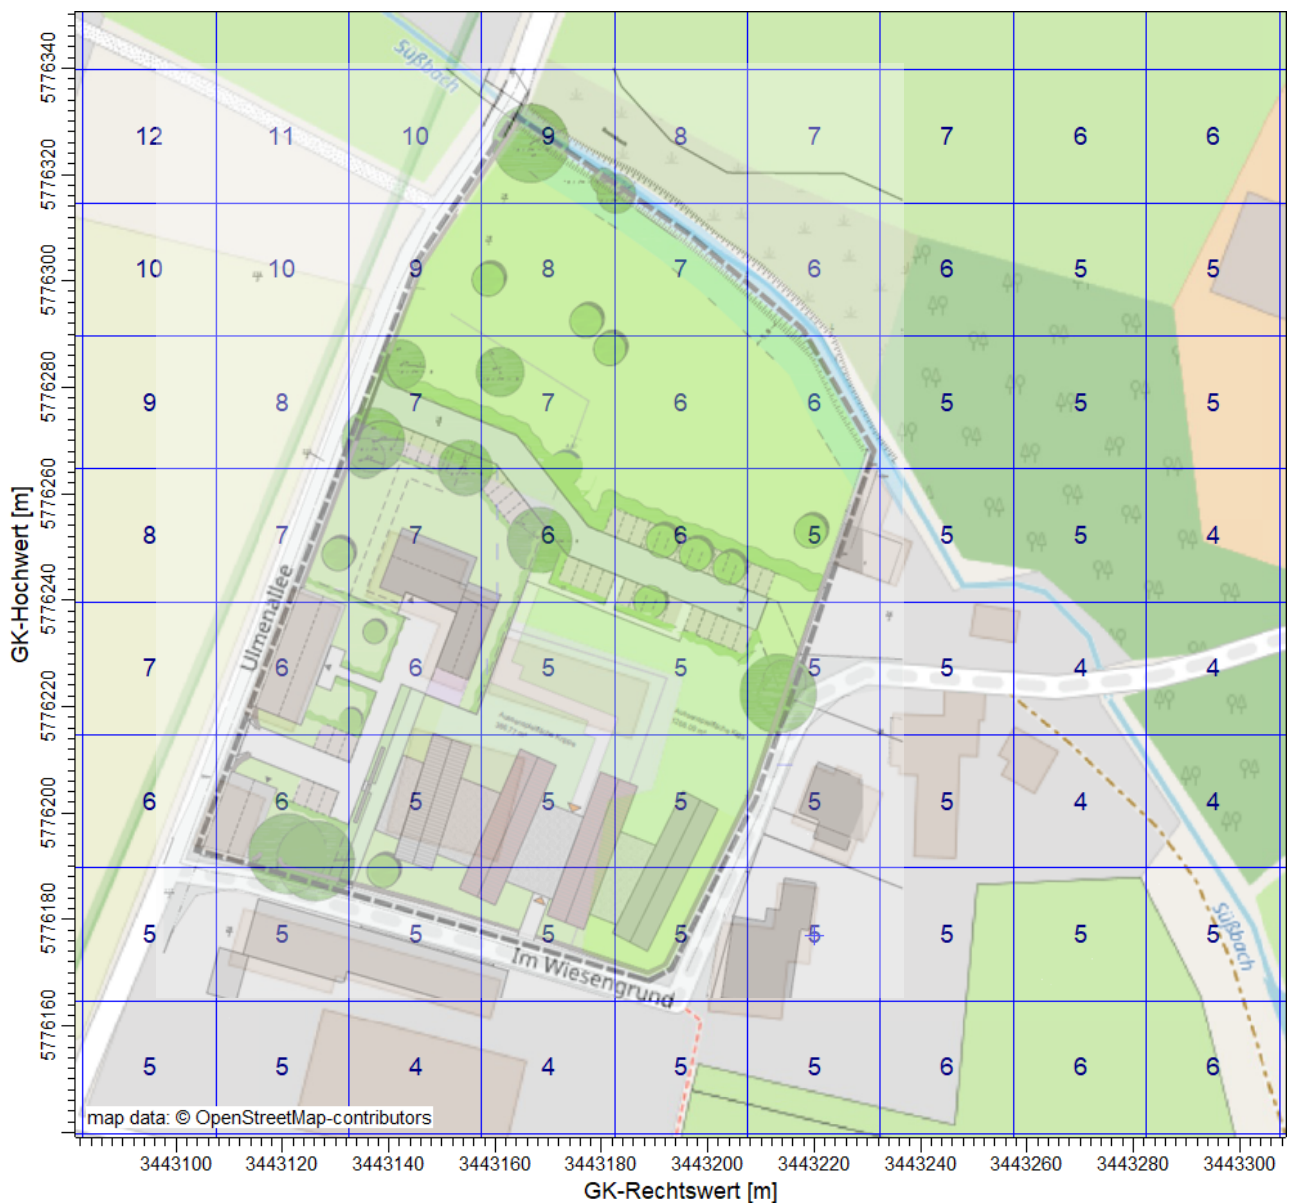 GK-Hochwert [m]
5776340
5776320
5776300
5776280
5776260
5776240
5776220
5776200
5776180
5776160
Süßbach
12 11 10 9 8 7 7 6 6
10 10 9 8 7 6 6 5 5
9 8 7 7 6 6 5 5 5
8 7 7 6 6 5 5 5 4
Ulmenallee
7 6 6 5 5 5 5 4 4
6 6 5 5 5 5 5 4 4
5 5 5 5 5 5 5 5 5
Süßbach
Im Wiesengrund
5 5 4 4 5 5 6 6 6
map data: © OpenStreetMap-contributors
3443100 3443120 3443140 3443160 3443180 3443200 3443220 3443240 3443260 3443280 3443300
GK-Rechtswert [m]